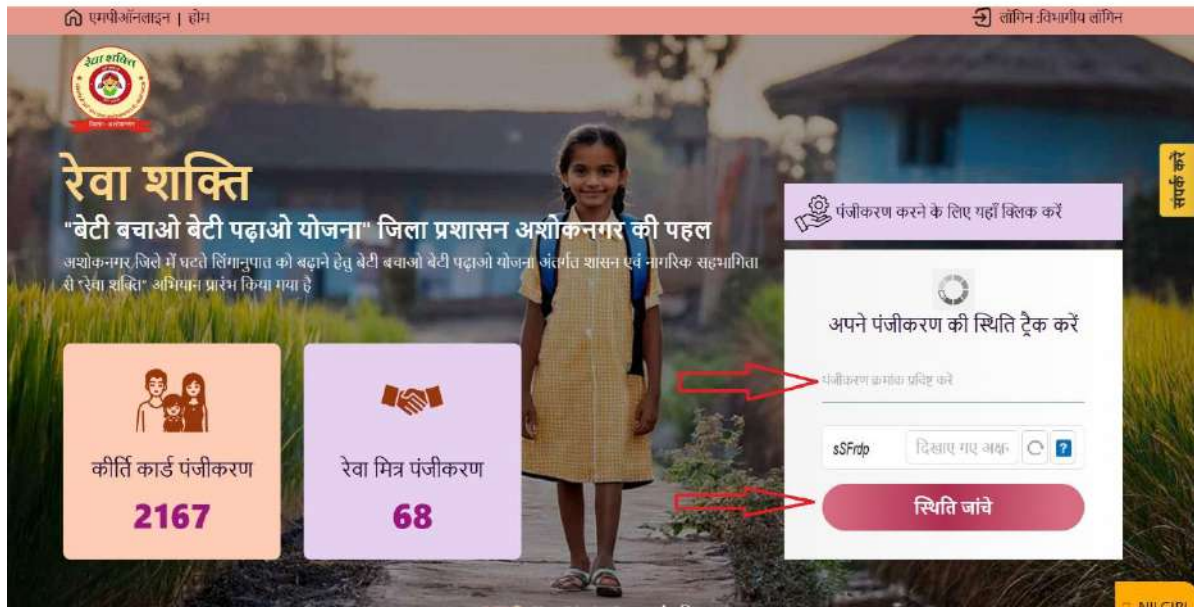 एमपीऑनलाइन | होम
लॉगिन :विभागीय लॉगिन
रेवा शक्ति
रेवा शक्ति
"बेटी बचाओ बेटी पढ़ाओ योजना" जिला प्रशासन अशोकनगर की पहल
अशोकनगर जिले में घटते लिंगानुपात को बढ़ाने हेतु बेटी बचाओ बेटी पढ़ाओ योजना अंतर्गत शासन एवं नागरिक सहभागिता
से "रेवा शक्ति" अभियान प्रारंभ किया गया है
कीर्ति कार्ड पंजीकरण
2167
रेवा मित्र पंजीकरण
68
संपर्क करें
पंजीकरण करने के लिए यहाँ क्लिक करें
अपने पंजीकरण की स्थिति ट्रैक करें
पंजीकरण क्रमांक प्रविष्ट करें
sSFrdp
दिखाए गए अक्षर
?
स्थिति जांचे
NILGIRI